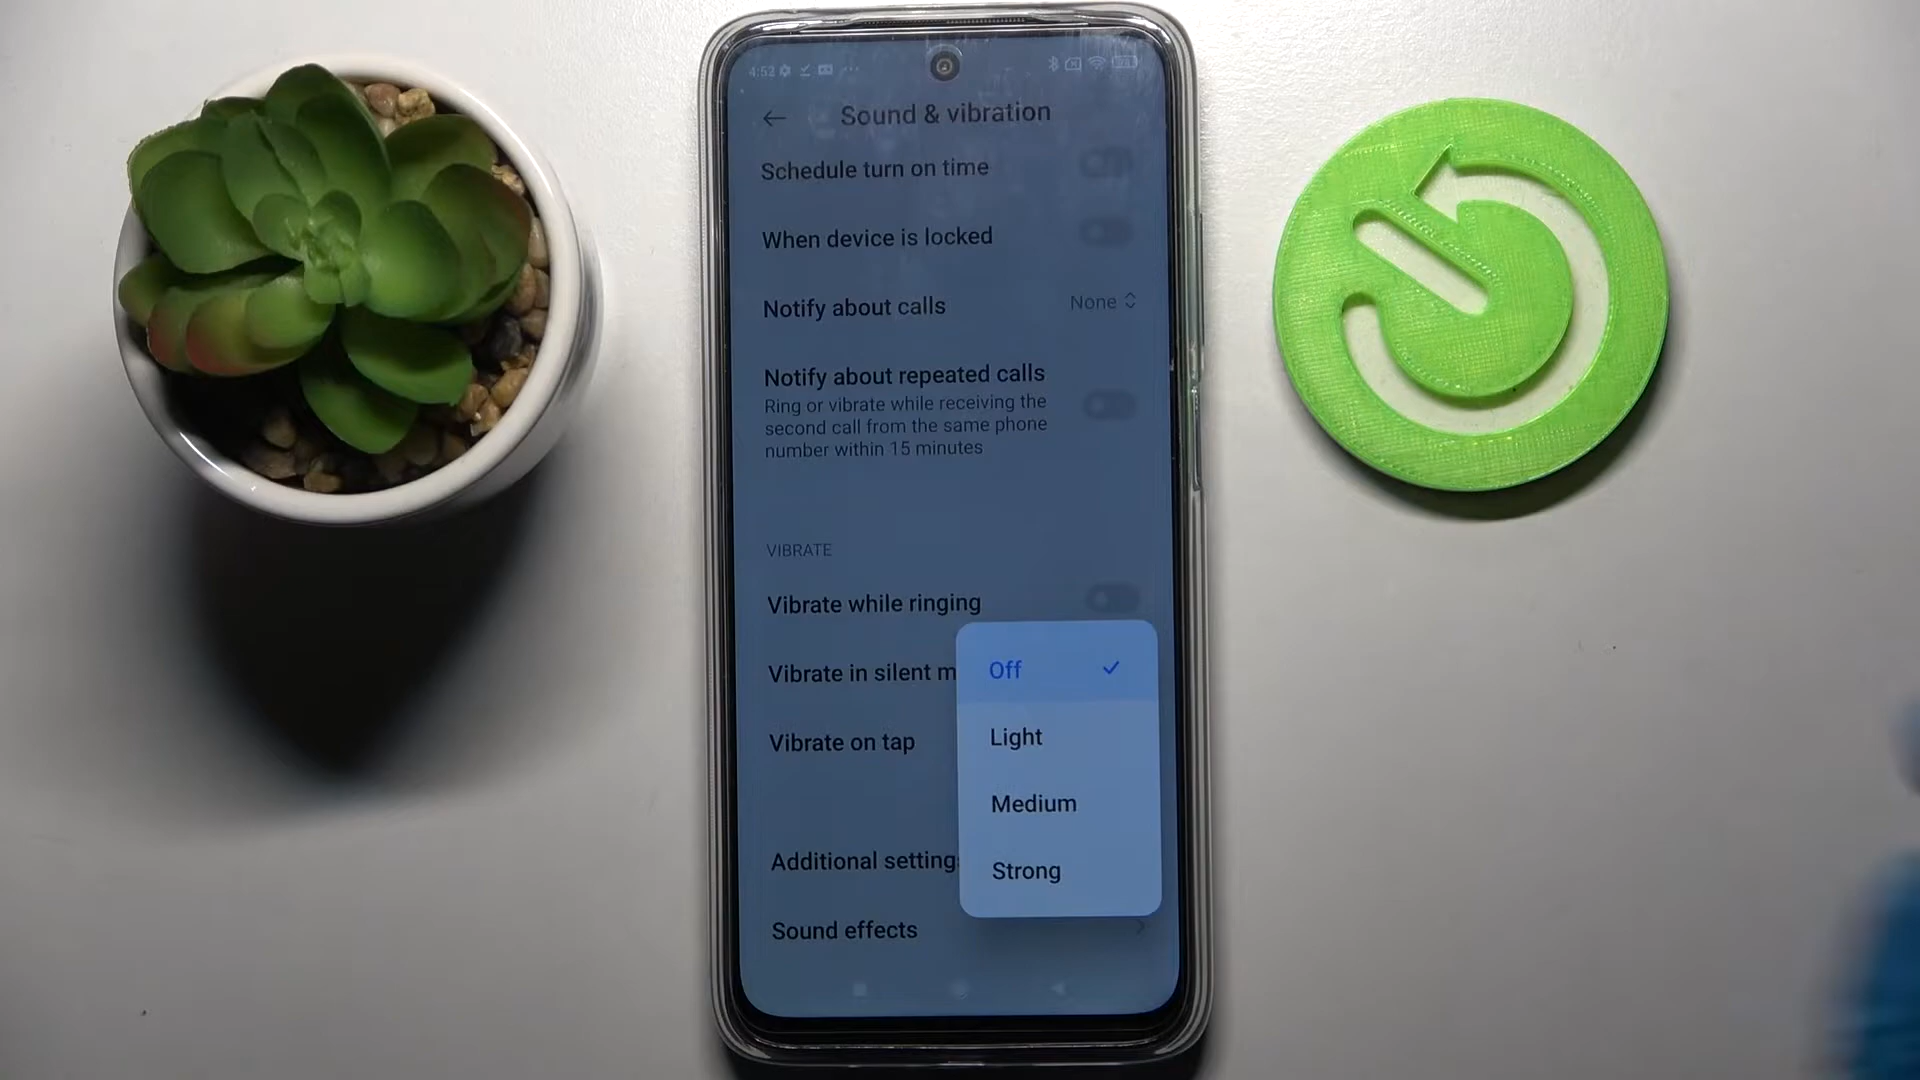 4:52
Sound & vibration
Schedule turn on time
When device is locked
Notify about calls None
Notify about repeated calls
Ring or vibrate while receiving the
second call from the same phone
number within 15 minutes
VIBRATE
Vibrate while ringing
Vibrate in silent m
Off
Light
Vibrate on tap
Medium
Additional setting
Strong
Sound effects